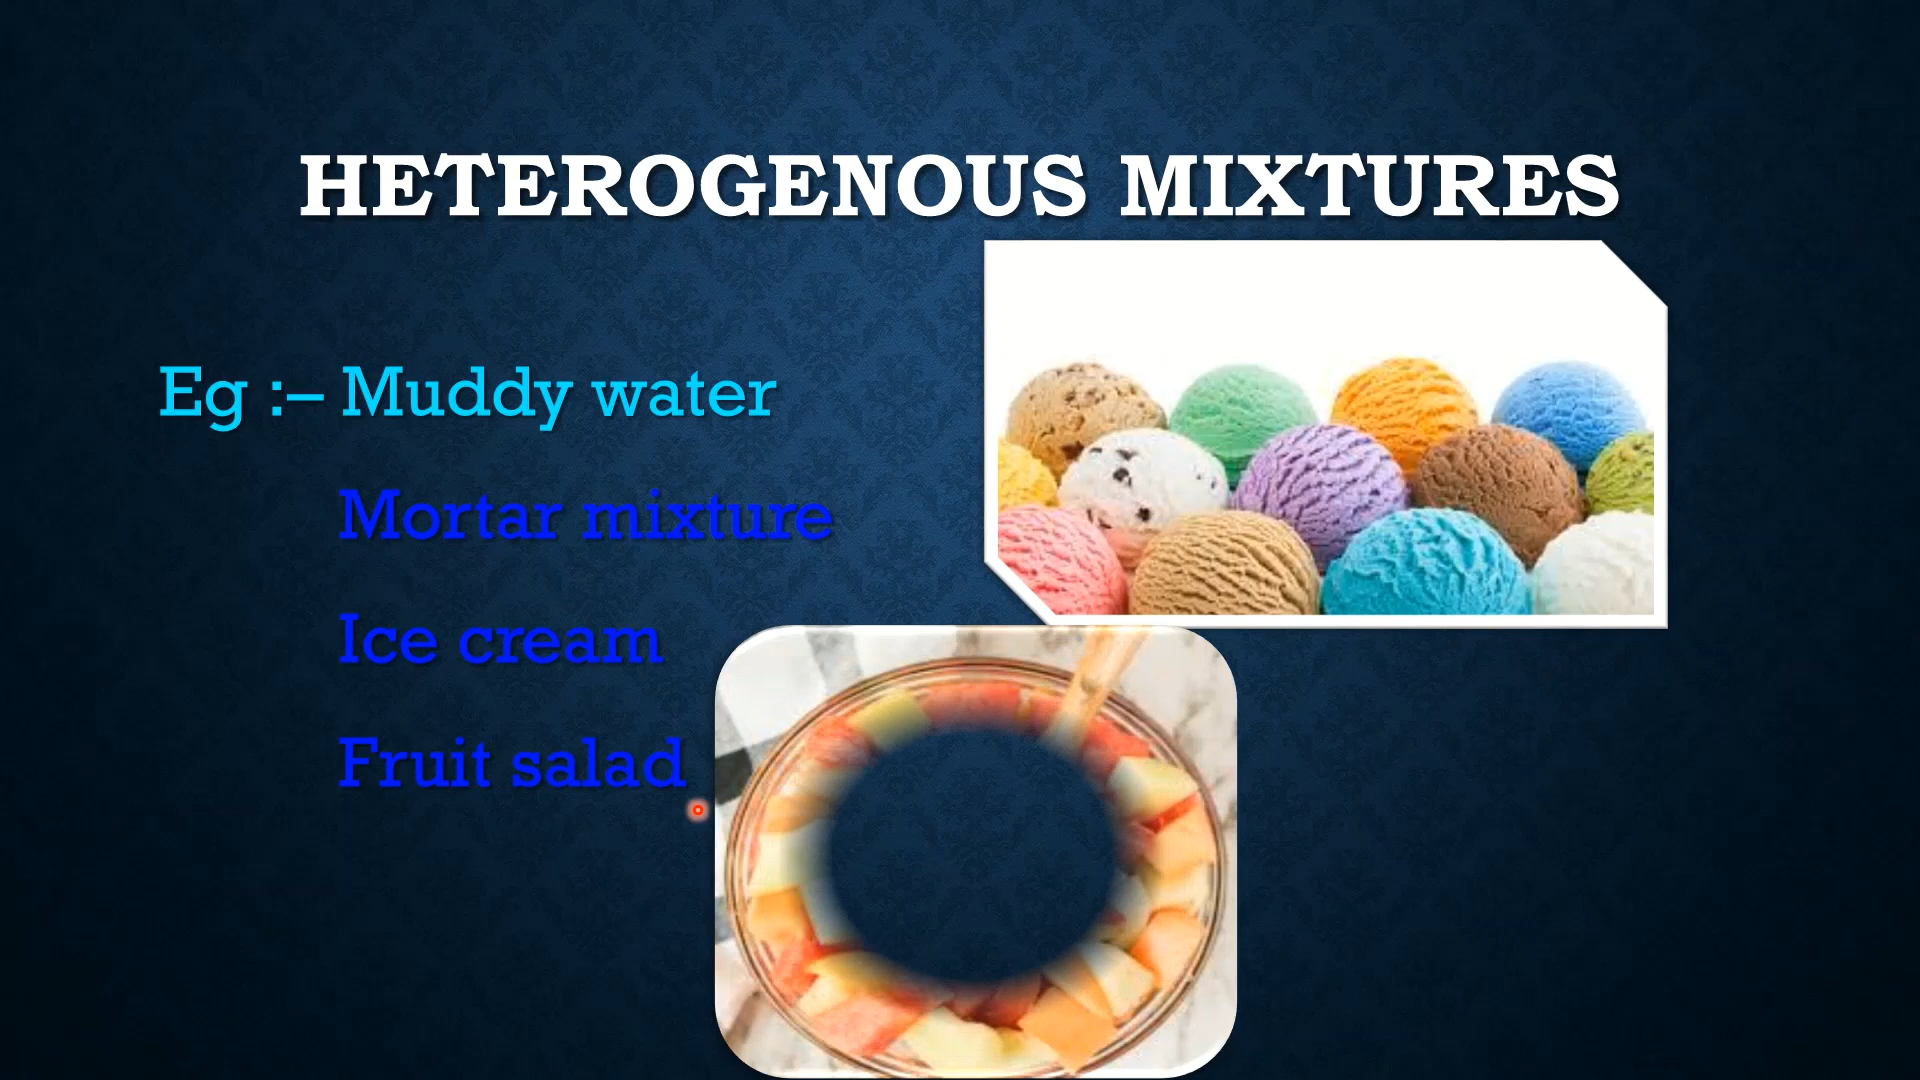 HETEROGENOUS MIXTURES
Eg :– Muddy water
Mortar mixture
Ice cream
Fruit salad